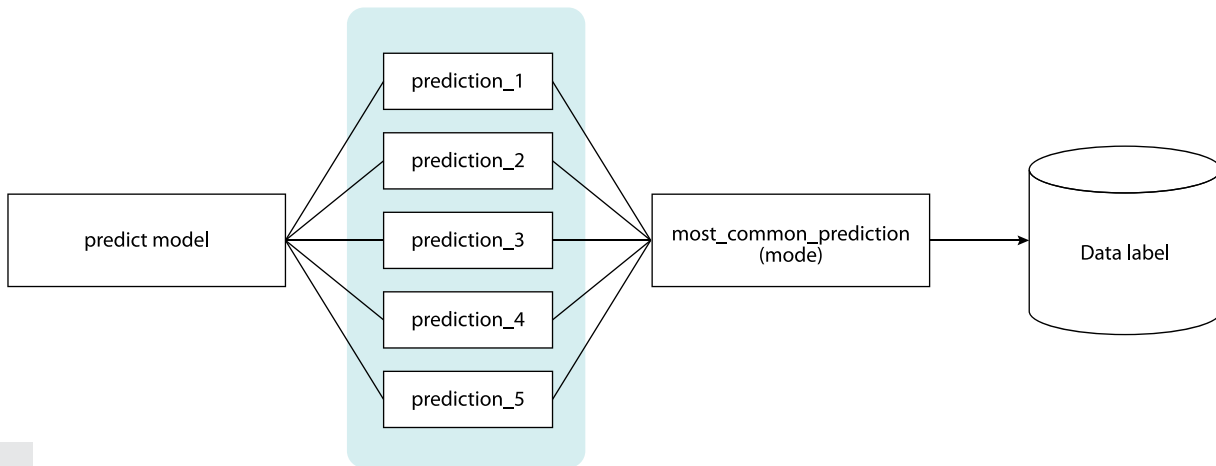 predict model
prediction_1
prediction_2
prediction_3
prediction_4
prediction_5
most_common_prediction
(mode)
Data label